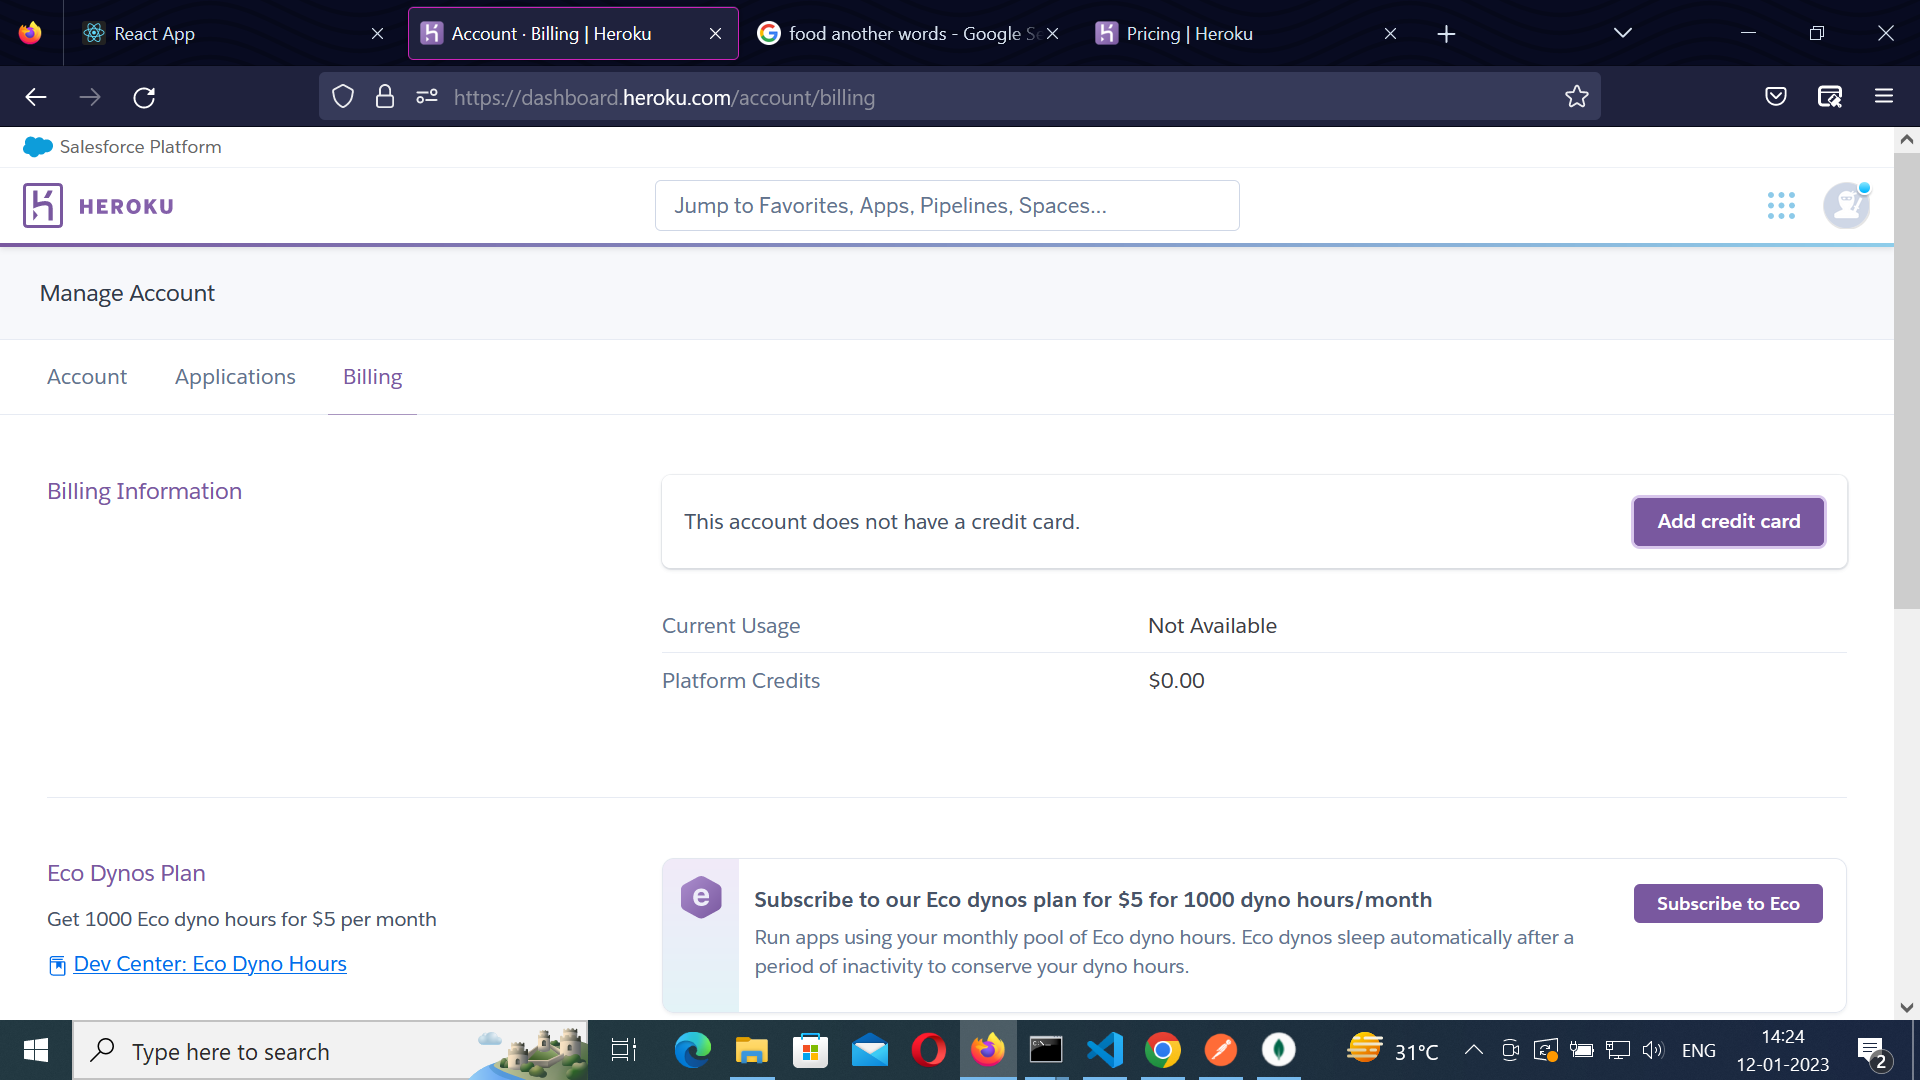 React App
Account · Billing | Heroku
food another words - Google Se
Pricing | Heroku
https://dashboard.heroku.com/account/billing
Salesforce Platform
HEROKU
Jump to Favorites, Apps, Pipelines, Spaces...
Manage Account
Account
Applications
Billing
Billing Information
This account does not have a credit card.
Add credit card
Current Usage
Not Available
Platform Credits
$0.00
Eco Dynos Plan
Get 1000 Eco dyno hours for $5 per month
Dev Center: Eco Dyno Hours
e
Subscribe to our Eco dynos plan for $5 for 1000 dyno hours/month
Run apps using your monthly pool of Eco dyno hours. Eco dynos sleep automatically after a
period of inactivity to conserve your dyno hours.
Subscribe to Eco
Type here to search
31°C
ENG
14:24
12-01-2023
2